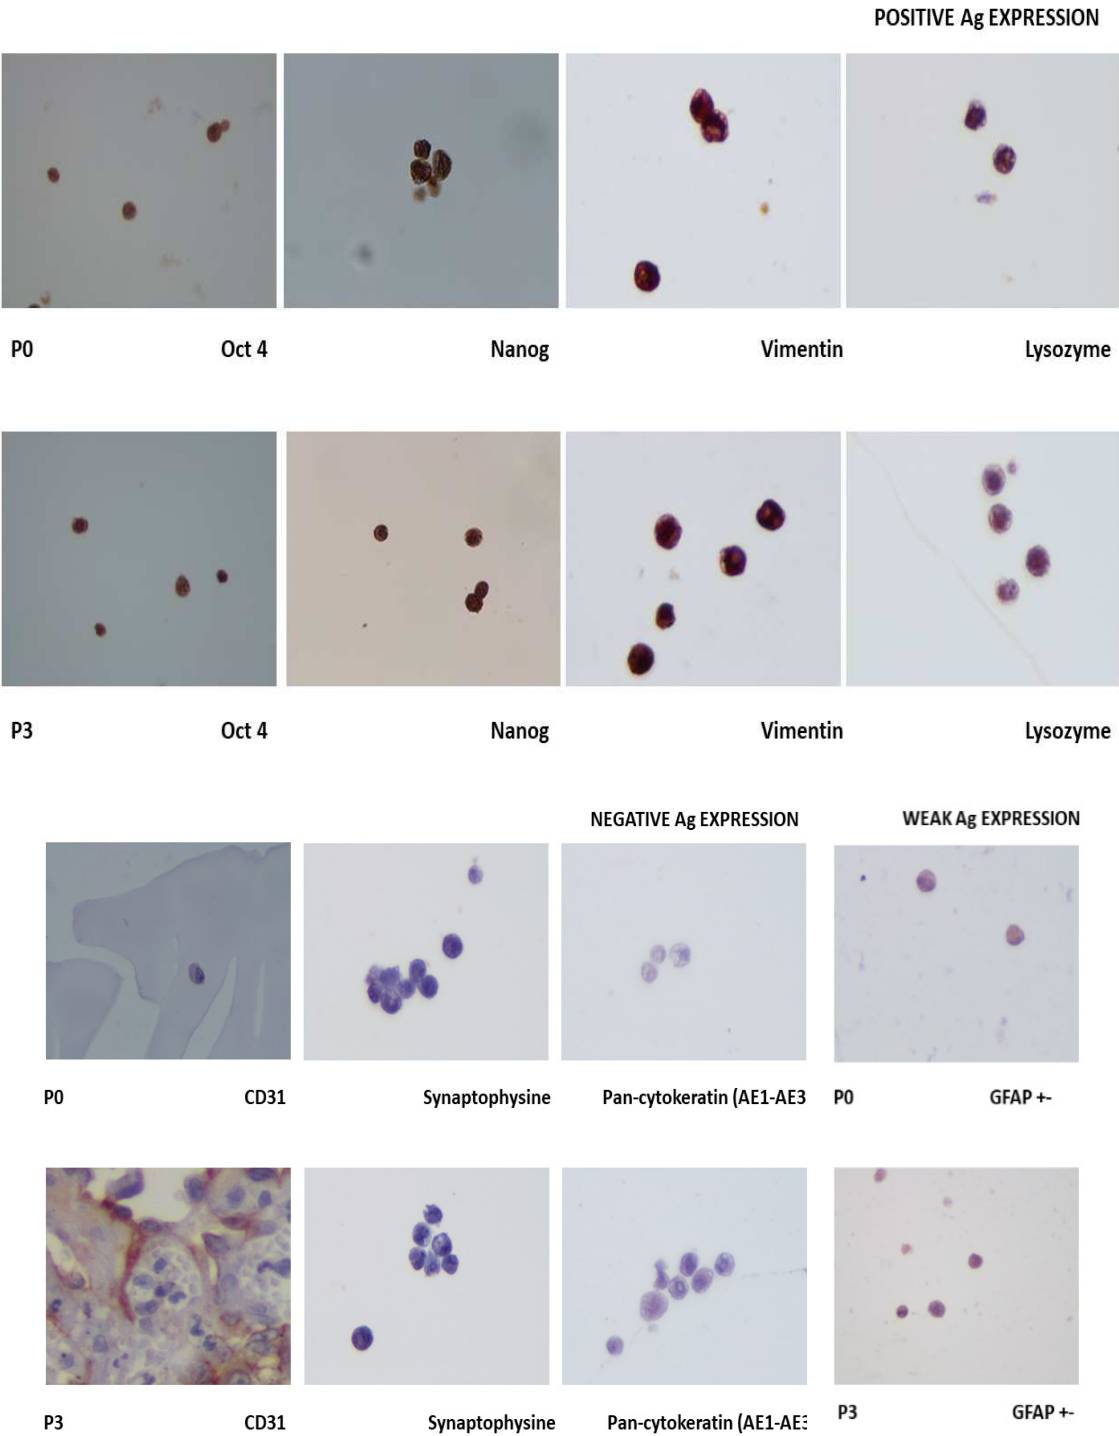 POSITIVE Ag EXPRESSION
P0 Oct 4 Nanog Vimentin Lysozyme
P3 Oct 4 Nanog Vimentin Lysozyme
NEGATIVE Ag EXPRESSION WEAK Ag EXPRESSION
P0 CD31 Synaptophysine Pan-cytokeratin (AE1-AE3 P0 GFAP +-
P3 CD31 Synaptophysine Pan-cytokeratin (AE1-AE3 P3 GFAP +-